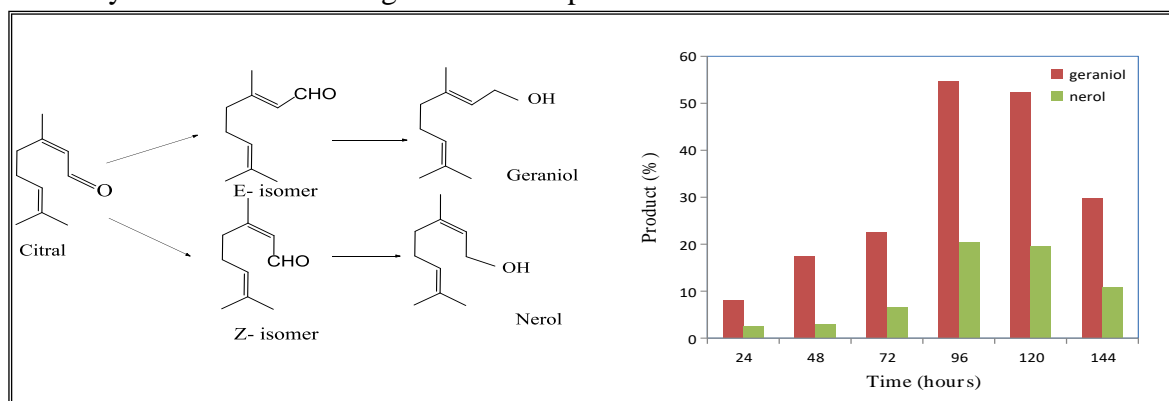 CHO
OH
Geraniol
E- isomer
O
Citral
CHO
Z- isomer
OH
Nerol
60
50
40
30
20
10
0
Product (%)
24 48 72 96 120 144
Time (hours)
geraniol
nerol